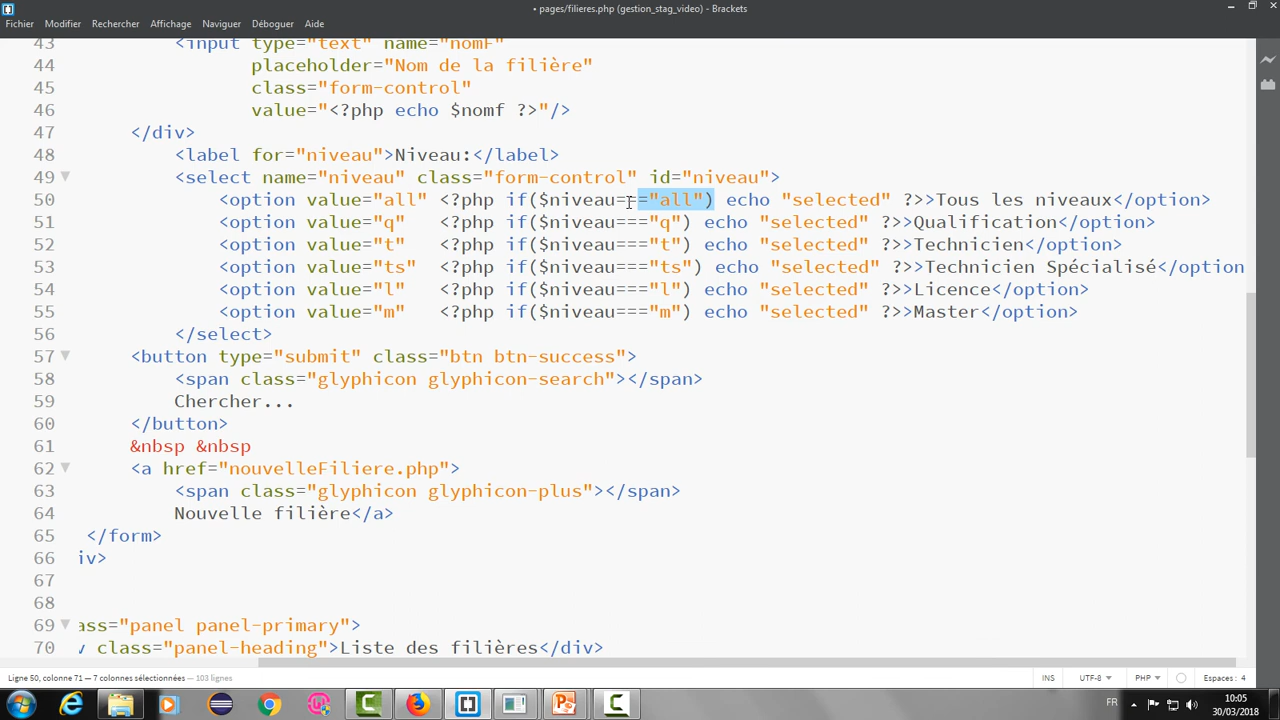 • pages/filieres.php (gestion_stag_video) - Brackets
Fichier Modifier Rechercher Affichage Naviguer Déboguer Aide
43 <input type="text" name="nomF"
44 placeholder="Nom de la filière"
45 class="form-control"
46 value="<?php echo $nomf ?>"/>
47 </div>
48 <label for="niveau">Niveau:</label>
49 <select name="niveau" class="form-control" id="niveau">
50 <option value="all" <?php if($niveau==="all") echo "selected" ?>>Tous les niveaux</option>
51 <option value="q" <?php if($niveau==="q") echo "selected" ?>>Qualification</option>
52 <option value="t" <?php if($niveau==="t") echo "selected" ?>>Technicien</option>
53 <option value="ts" <?php if($niveau==="ts") echo "selected" ?>>Technicien Spécialisé</option
54 <option value="l" <?php if($niveau==="l") echo "selected" ?>>Licence</option>
55 <option value="m" <?php if($niveau==="m") echo "selected" ?>>Master</option>
56 </select>
57 <button type="submit" class="btn btn-success">
58 <span class="glyphicon glyphicon-search"></span>
59 Chercher...
60 </button>
61 &nbsp &nbsp
62 <a href="nouvelleFiliere.php">
63 <span class="glyphicon glyphicon-plus"></span>
64 Nouvelle filière</a>
65 </form>
66 iv>
67
68
69 ass="panel panel-primary">
70 v class="panel-heading">Liste des filières</div>
Ligne 50, colonne 71 — 7 colonnes sélectionnées — 103 lignes INS UTF-8 PHP Espaces: 4
FR 10:05
30/03/2018